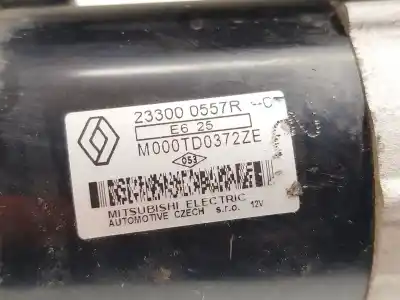 23300 0557R --C
E6 25
M000TD0372ZE
053
MITSUBISHI ELECTRIC
AUTOMOTIVE CZECH s.r.o. 12V